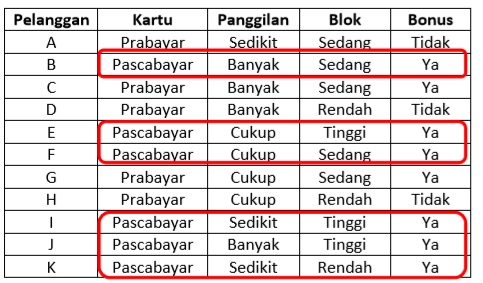 Pelanggan Kartu Panggilan Blok Bonus
A Prabayar Sedikit Sedang Tidak
B Pascabayar Banyak Sedang Ya
C Prabayar Banyak Sedang Ya
D Prabayar Banyak Rendah Tidak
E Pascabayar Cukup Tinggi Ya
F Pascabayar Cukup Sedang Ya
G Prabayar Cukup Sedang Ya
H Prabayar Cukup Rendah Tidak
I Pascabayar Sedikit Tinggi Ya
J Pascabayar Banyak Tinggi Ya
K Pascabayar Sedikit Rendah Ya